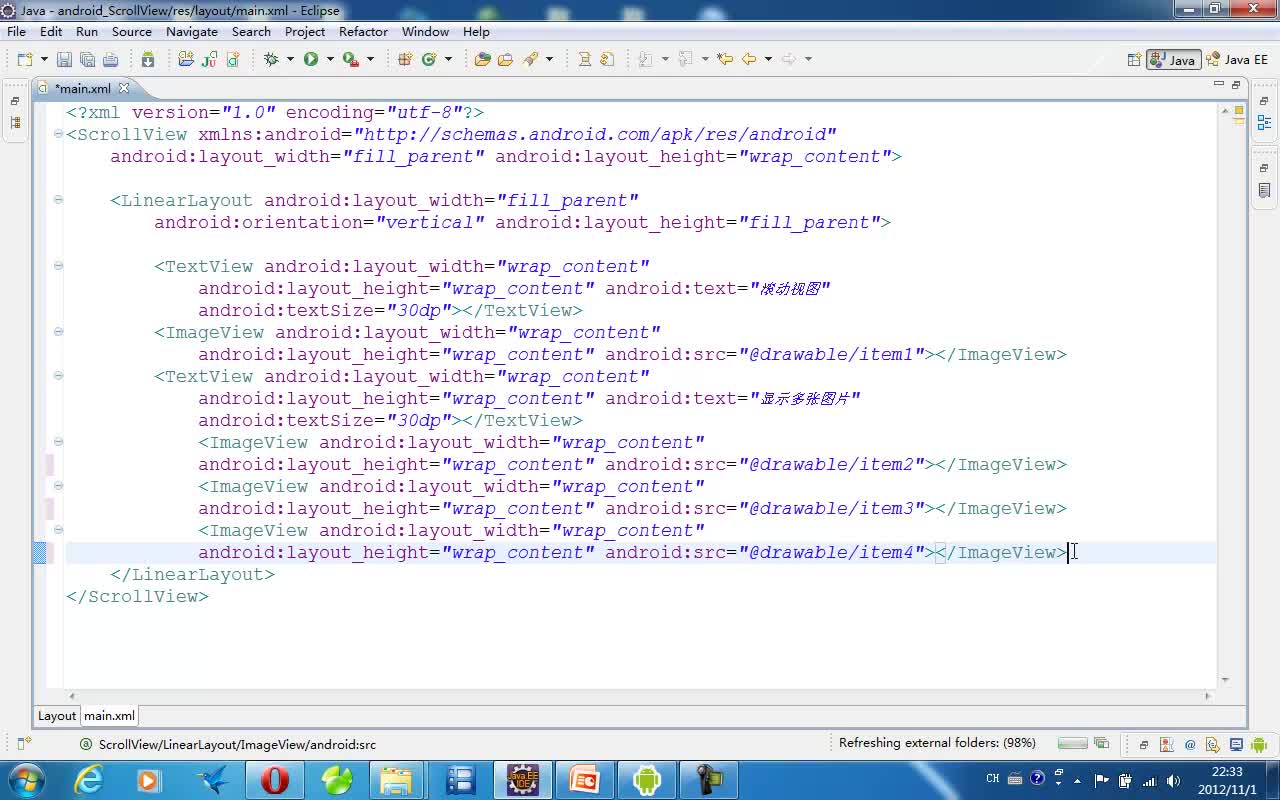 Java - android_ScrollView/res/layout/main.xml - Eclipse
File Edit Run Source Navigate Search Project Refactor Window Help
Java Java EE
*main.xml
<?xml version="1.0" encoding="utf-8"?>
<ScrollView xmlns:android="http://schemas.android.com/apk/res/android"
android:layout_width="fill_parent" android:layout_height="wrap_content">
<LinearLayout android:layout_width="fill_parent"
android:orientation="vertical" android:layout_height="fill_parent">
<TextView android:layout_width="wrap_content"
android:layout_height="wrap_content" android:text="滚动视图"
android:textSize="30dp"></TextView>
<ImageView android:layout_width="wrap_content"
android:layout_height="wrap_content" android:src="@drawable/item1"></ImageView>
<TextView android:layout_width="wrap_content"
android:layout_height="wrap_content" android:text="显示多张图片"
android:textSize="30dp"></TextView>
<ImageView android:layout_width="wrap_content"
android:layout_height="wrap_content" android:src="@drawable/item2"></ImageView>
<ImageView android:layout_width="wrap_content"
android:layout_height="wrap_content" android:src="@drawable/item3"></ImageView>
<ImageView android:layout_width="wrap_content"
android:layout_height="wrap_content" android:src="@drawable/item4"></ImageView>
</LinearLayout>
</ScrollView>
Layout main.xml
ScrollView/LinearLayout/ImageView/android:src Refreshing external folders: (98%)
Java EE IDE
CH 22:33
2012/11/1